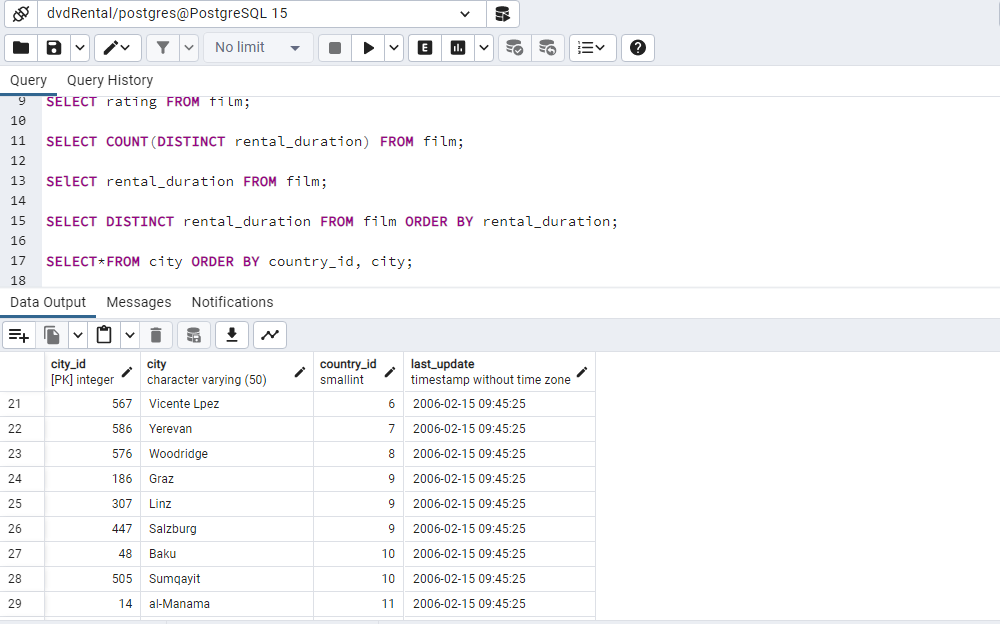 dvdRental/postgres@PostgreSQL 15
No limit
E
Query Query History
9 SELECT rating FROM film;
10
11 SELECT COUNT(DISTINCT rental_duration) FROM film;
12
13 SElECT rental_duration FROM film;
14
15 SELECT DISTINCT rental_duration FROM film ORDER BY rental_duration;
16
17 SELECT*FROM city ORDER BY country_id, city;
18
Data Output Messages Notifications
city_id city country_id last_update
[PK] integer character varying (50) smallint timestamp without time zone
21 567 Vicente Lpez 6 2006-02-15 09:45:25
22 586 Yerevan 7 2006-02-15 09:45:25
23 576 Woodridge 8 2006-02-15 09:45:25
24 186 Graz 9 2006-02-15 09:45:25
25 307 Linz 9 2006-02-15 09:45:25
26 447 Salzburg 9 2006-02-15 09:45:25
27 48 Baku 10 2006-02-15 09:45:25
28 505 Sumqayit 10 2006-02-15 09:45:25
29 14 al-Manama 11 2006-02-15 09:45:25